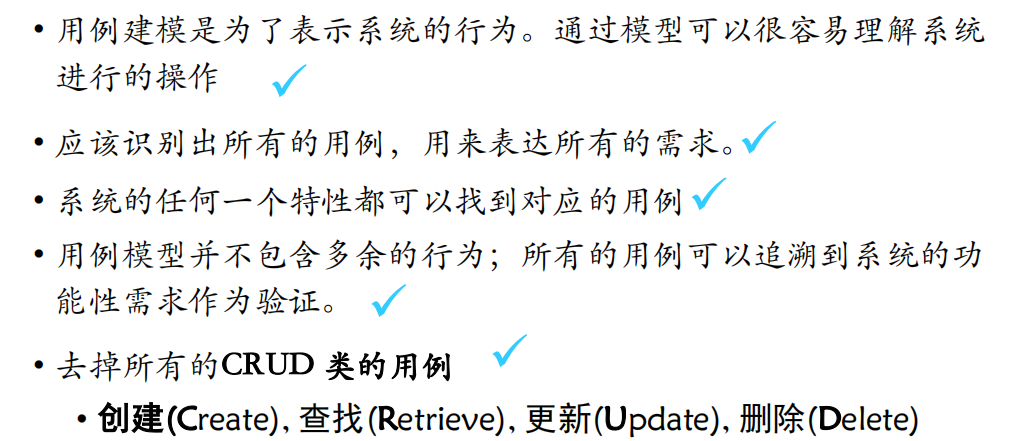 • 用例建模是为了表示系统的行为。通过模型可以很容易理解系统
进行的操作
• 应该识别出所有的用例，用来表达所有的需求。
• 系统的任何一个特性都可以找到对应的用例
• 用例模型并不包含多余的行为；所有的用例可以追溯到系统的功
能性需求作为验证。
• 去掉所有的CRUD 类的用例
• 创建(Create), 查找(Retrieve), 更新(Update), 删除(Delete)